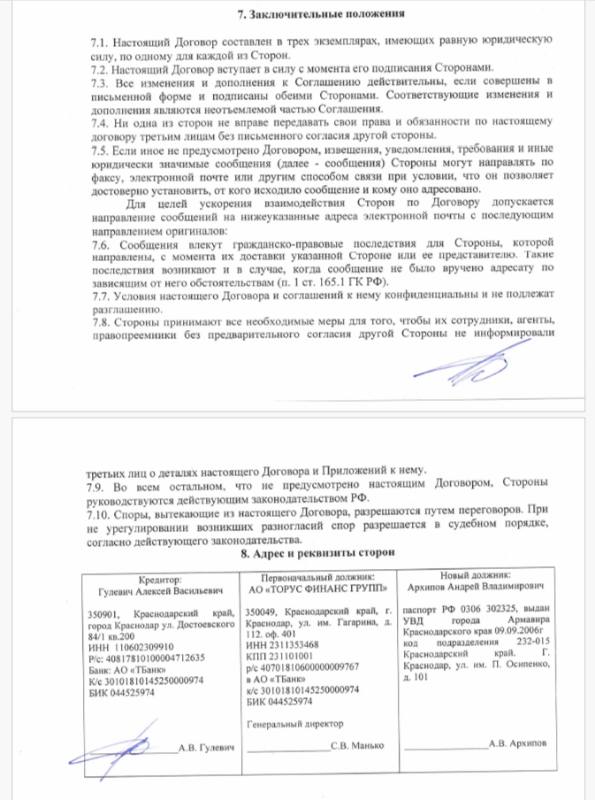 7. Заключительные положения
7.1. Настоящий Договор составлен в трех экземплярах, имеющих равную юридическую
силу, по одному для каждой из Сторон.
7.2. Настоящий Договор вступает в силу с момента его подписания Сторонами.
7.3. Все изменения и дополнения к Соглашению действительны, если совершены в
письменной форме и подписаны обеими Сторонами. Соответствующие изменения и
дополнения являются неотъемлемой частью Соглашения.
7.4. Ни одна из сторон не вправе передавать свои права и обязанности по настоящему
договору третьим лицам без письменного согласия другой стороны.
7.5. Если иное не предусмотрено Договором, извещения, уведомления, требования и иные
юридически значимые сообщения (далее - сообщения) Стороны могут направлять по
факсу, электронной почте или другим способом связи при условии, что он позволяет
достоверно установить, от кого исходило сообщение и кому оно адресовано.
Для целей ускорения взаимодействия Сторон по Договору допускается
направление сообщений на нижеуказанные адреса электронной почты с последующим
направлением оригиналов:
7.6. Сообщения влекут гражданско-правовые последствия для Стороны, которой
направлены, с момента их доставки указанной Стороне или ее представителю. Такие
последствия возникают и в случае, когда сообщение не было вручено адресату по
зависящим от него обстоятельствам (п. 1 ст. 165.1 ГК РФ).
7.7. Условия настоящего Договора и соглашений к нему конфиденциальны и не подлежат
разглашению.
7.8. Стороны принимают все необходимые меры для того, чтобы их сотрудники, агенты,
правопреемники без предварительного согласия другой Стороны не информировали
третьих лиц о деталях настоящего Договора и Приложений к нему.
7.9. Во всем остальном, что не предусмотрено настоящим Договором, Стороны
руководствуются действующим законодательством РФ.
7.10. Споры, вытекающие из настоящего Договора, разрешаются путем переговоров. При
не урегулировании возникших разногласий спор разрешается в судебном порядке,
согласно действующего законодательства.
8. Адрес и реквизиты сторон
Кредитор:
Гулевич Алексей Васильевич
350901, Краснодарский край,
город Краснодар ул. Достоевского
84/1 кв.200
ИНН 110602309910
Р/с: 40817810100004712635
Банк: АО «ТБанк»
К/с 30101810145250000974
БИК 044525974
А.В. Гулевич
Первоначальный должник:
АО «ТОРУС ФИНАНС ГРУПП»
350049, Краснодарский край, г.
Краснодар, ул. им. Гагарина, д.
112. оф. 401
ИНН 2311353468
КПП 231101001
р/с 40701810600000009767
в АО «ТБанк»
к/с 30101810145250000974
БИК 044525974
Генеральный директор
С.В. Манько
Новый должник:
Архипов Андрей Владимирович
паспорт РФ 0306 302325, выдан
УВД города Армавира
Краснодарского края 09.09.2006г
код подразделения 232-015
Краснодарский край. Г.
Краснодар, ул. им. П. Осипенко,
д. 101
А.В. Архипов